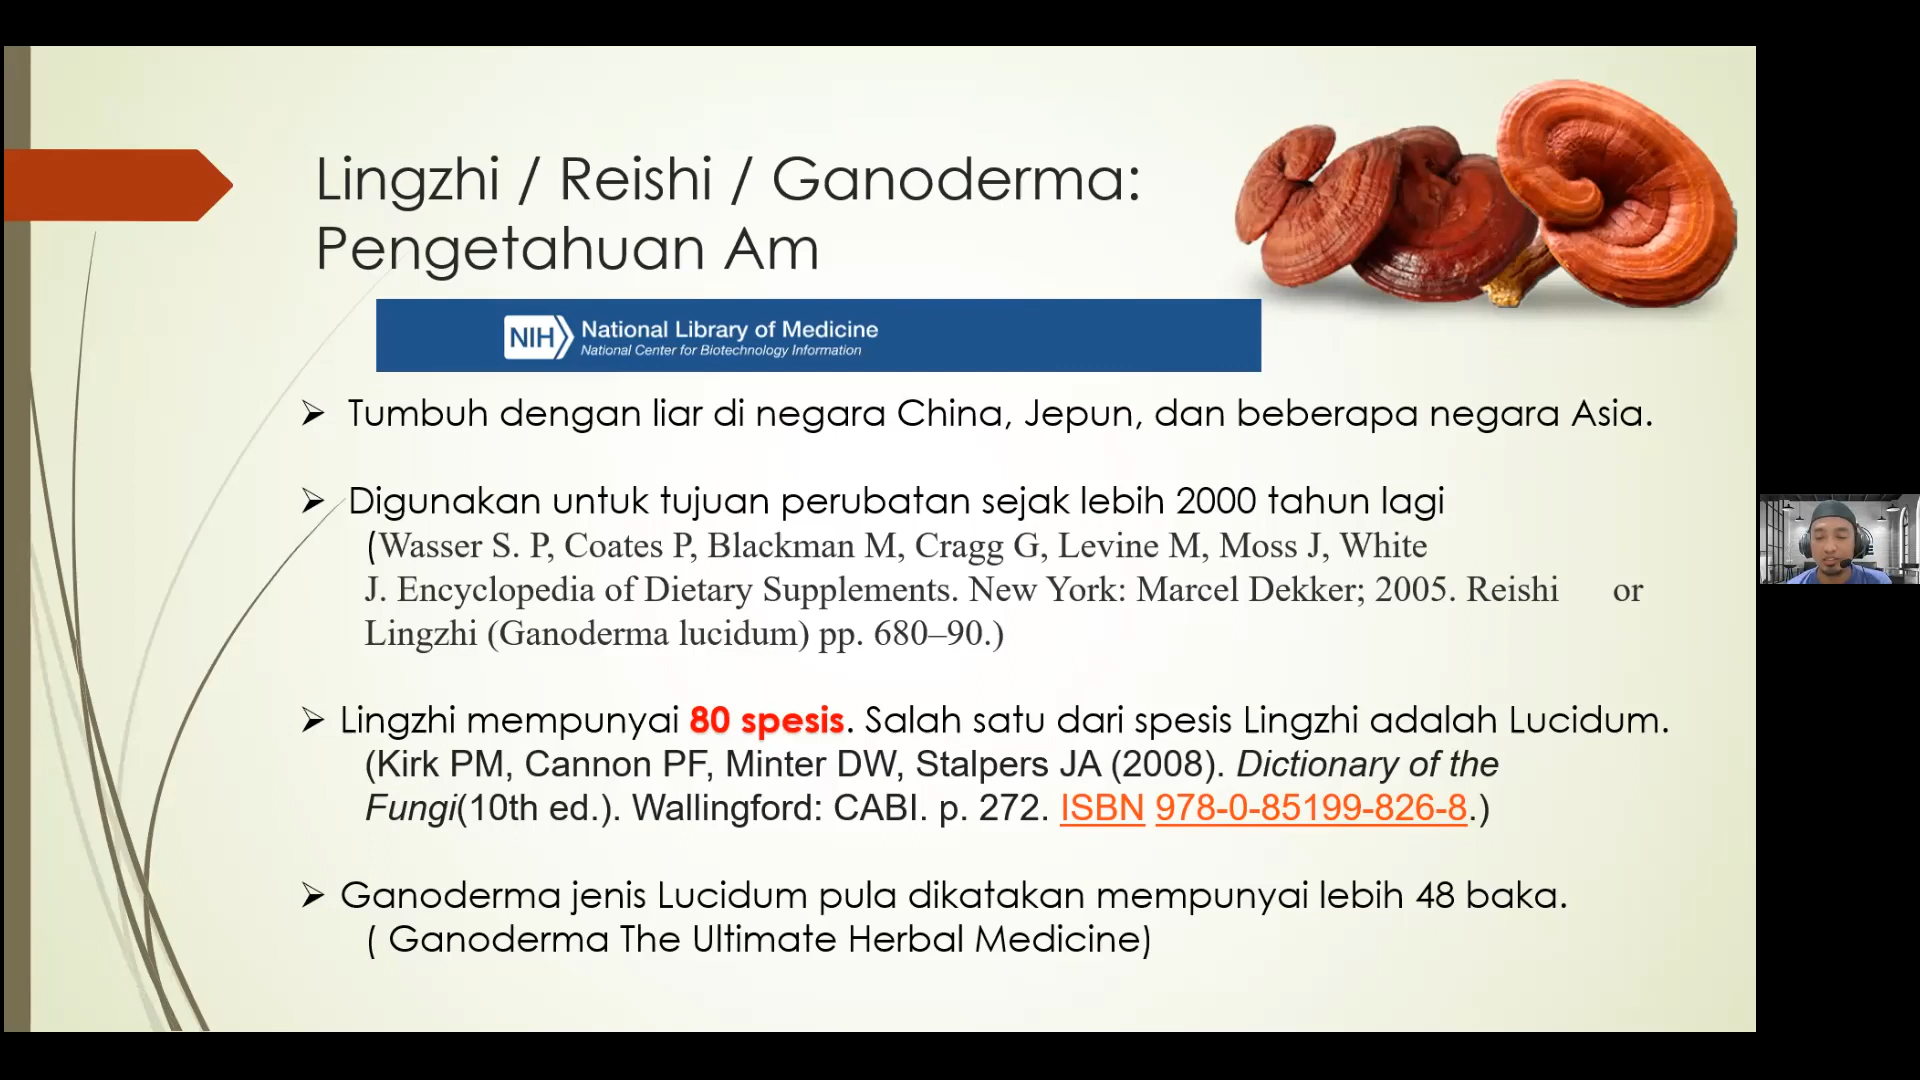 Lingzhi / Reishi / Ganoderma:
Pengetahuan Am
NIH National Library of Medicine
National Center for Biotechnology Information
➢ Tumbuh dengan liar di negara China, Jepun, dan beberapa negara Asia.
➢ Digunakan untuk tujuan perubatan sejak lebih 2000 tahun lagi
(Wasser S. P, Coates P, Blackman M, Cragg G, Levine M, Moss J, White
J. Encyclopedia of Dietary Supplements. New York: Marcel Dekker; 2005. Reishi or
Lingzhi (Ganoderma lucidum) pp. 680–90.)
➢ Lingzhi mempunyai 80 spesis. Salah satu dari spesis Lingzhi adalah Lucidum.
(Kirk PM, Cannon PF, Minter DW, Stalpers JA (2008). Dictionary of the
Fungi(10th ed.). Wallingford: CABI. p. 272. ISBN 978-0-85199-826-8.)
➢ Ganoderma jenis Lucidum pula dikatakan mempunyai lebih 48 baka.
( Ganoderma The Ultimate Herbal Medicine)